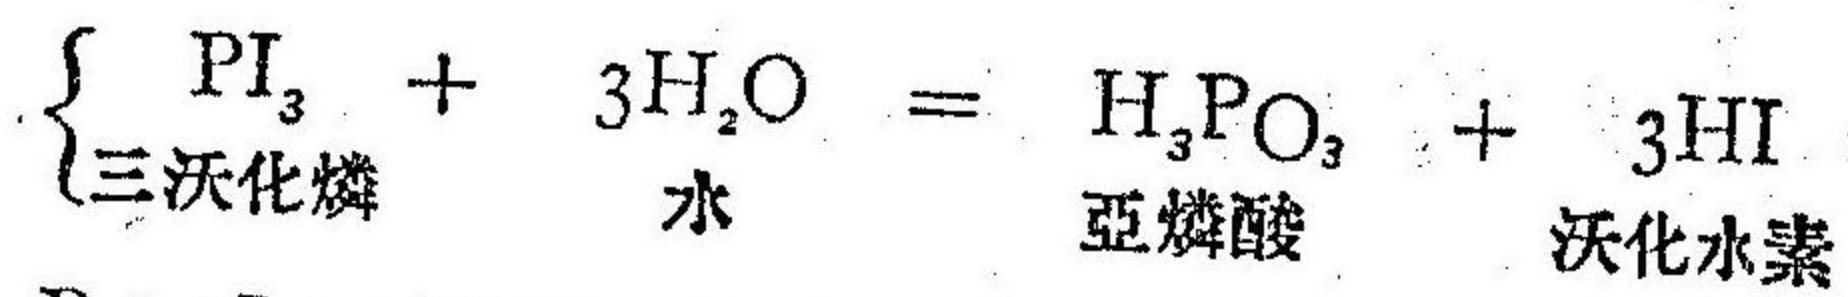 PI₃ + 3H₂O = H₃PO₃ + 3HI
三沃化燐 水 亞燐酸 沃化水素